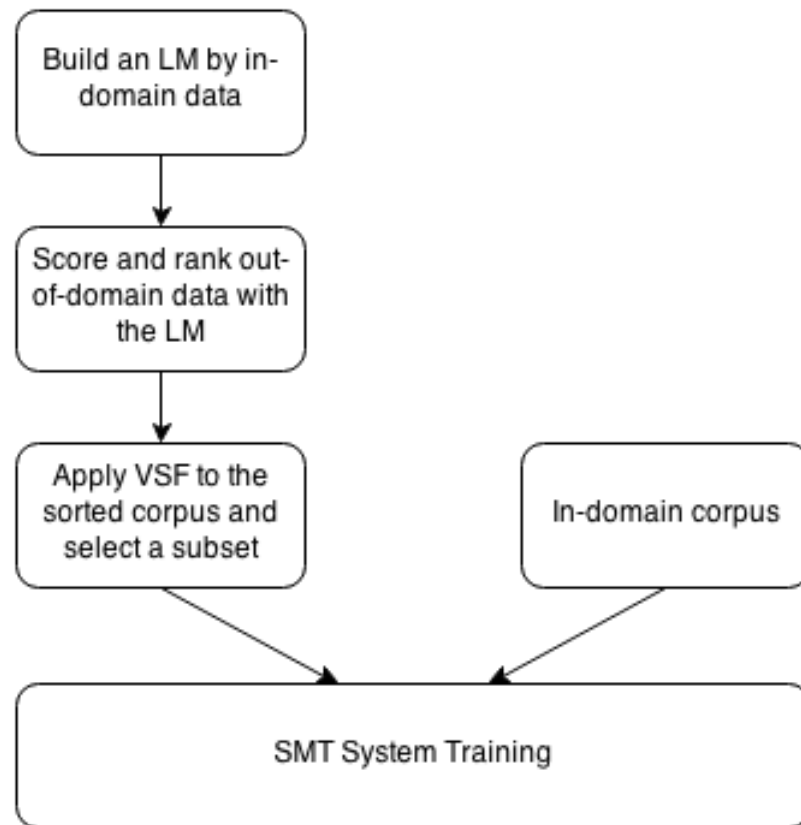 Build an LM by in-
domain data
Score and rank out-
of-domain data with
the LM
Apply VSF to the
sorted corpus and
select a subset
In-domain corpus
SMT System Training